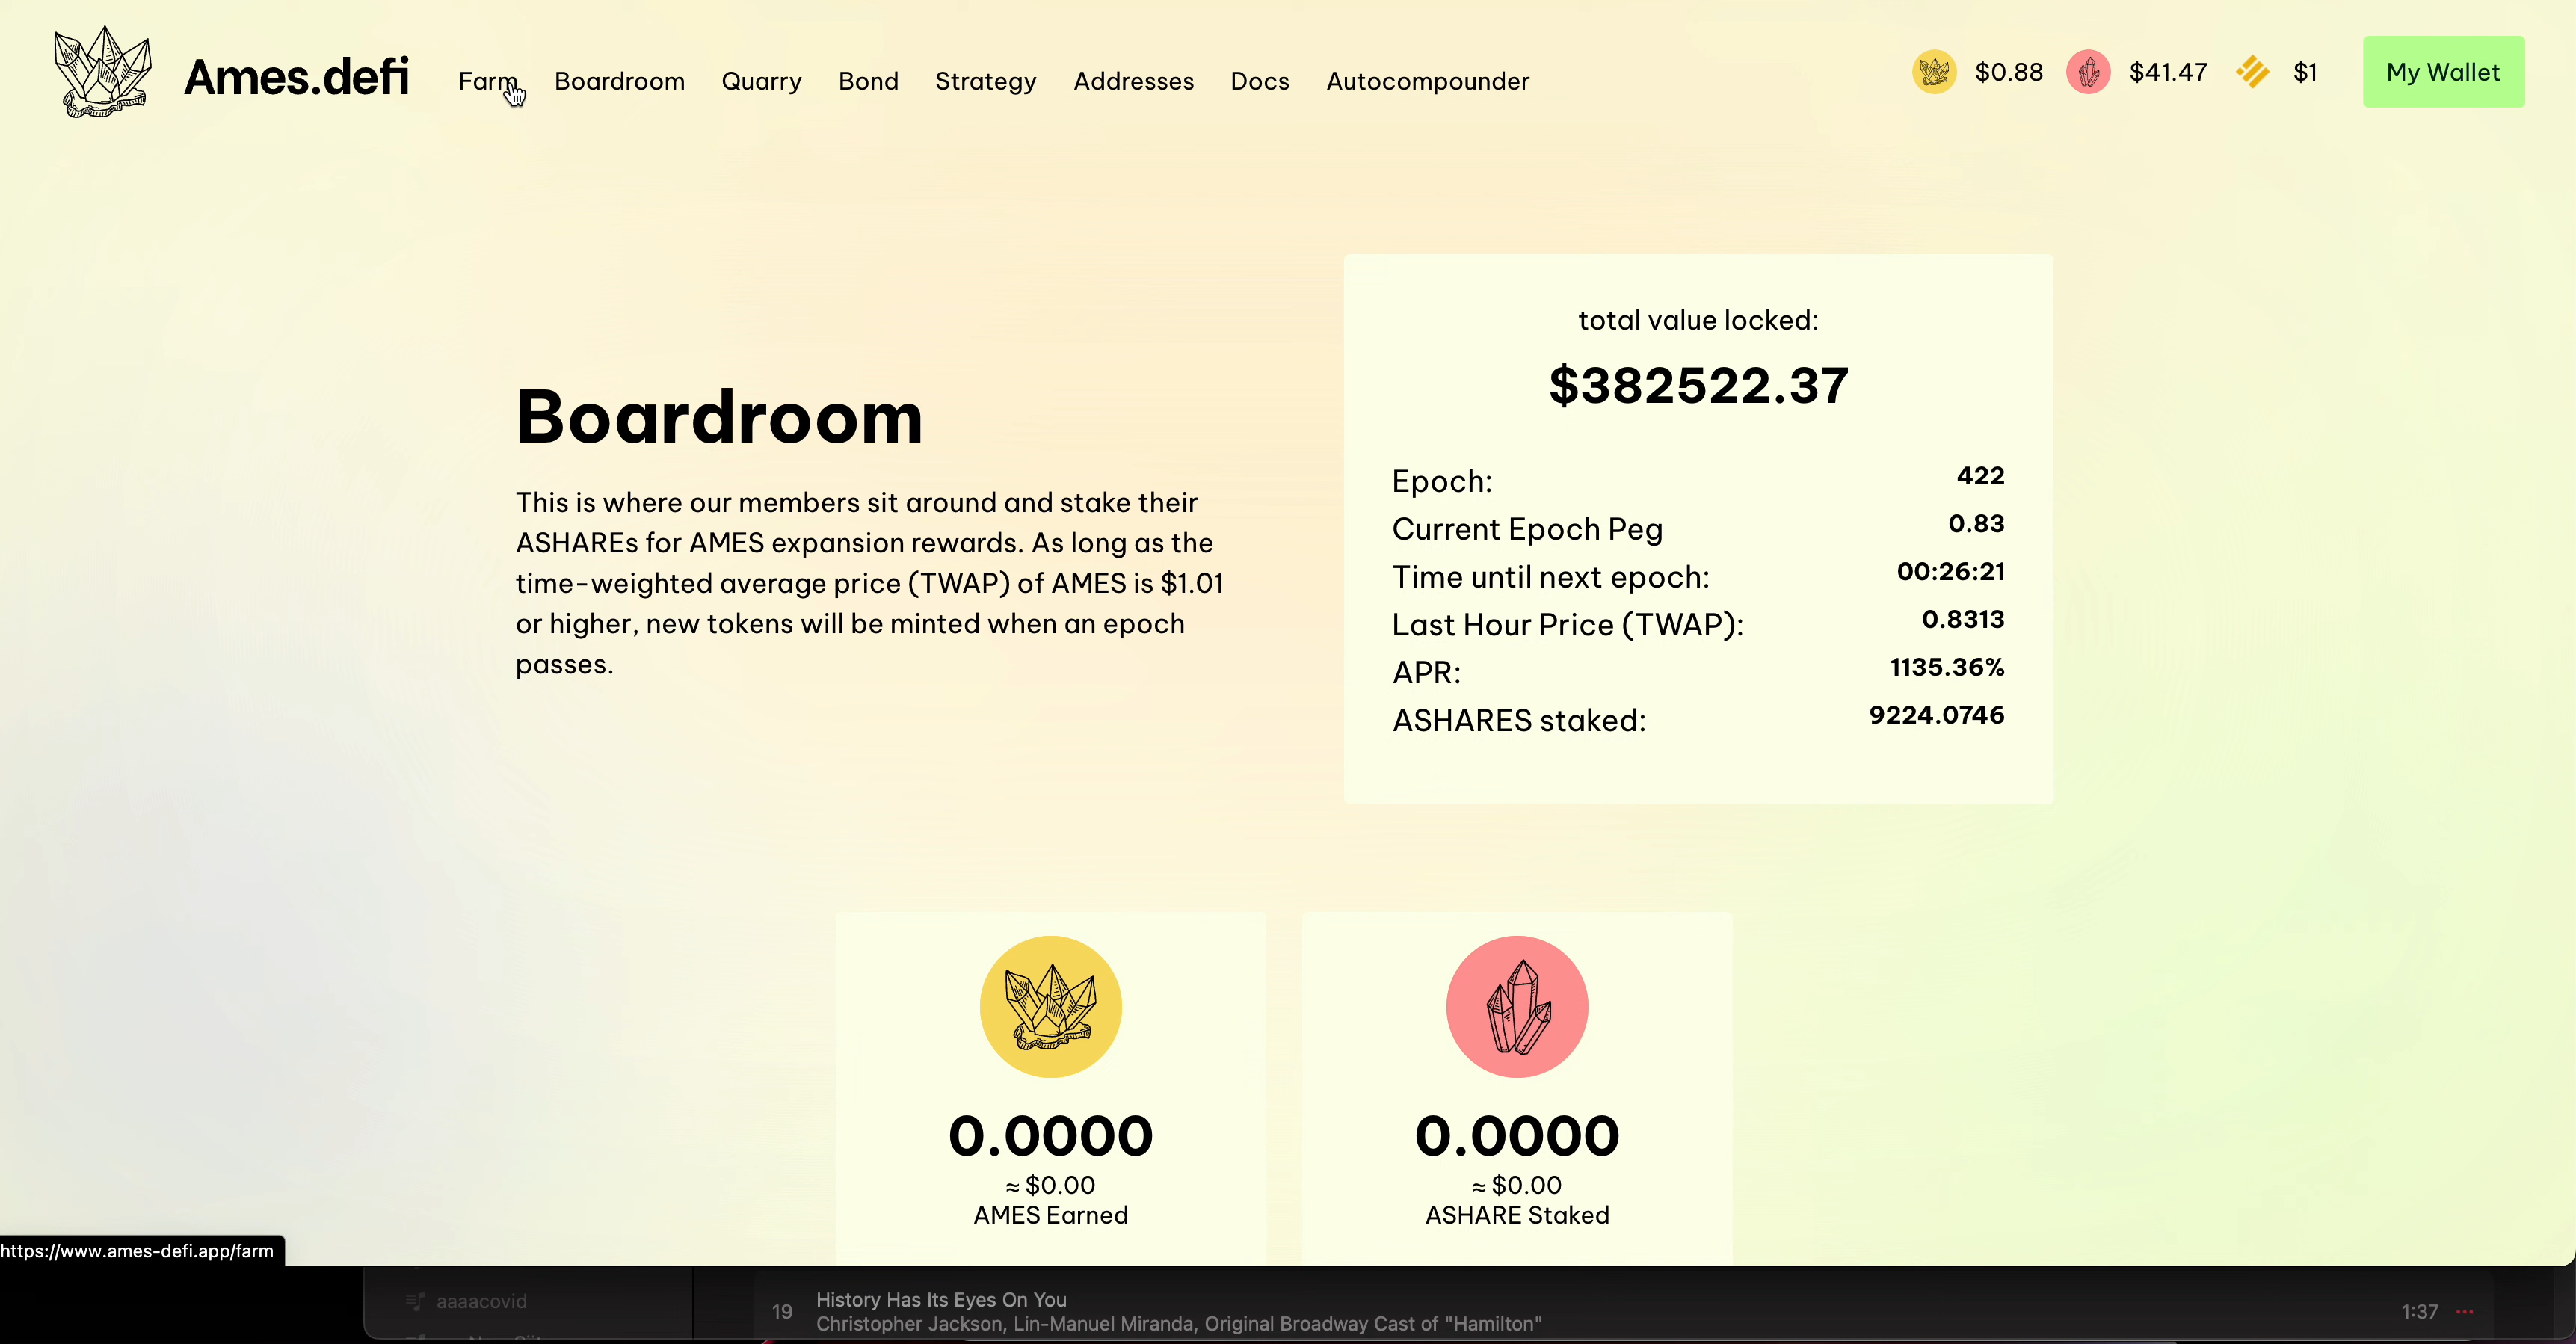 Ames.defi
Farm Boardroom Quarry Bond Strategy Addresses Docs Autocompounder
$0.88 $41.47 $1 My Wallet
Boardroom
This is where our members sit around and stake their
ASHAREs for AMES expansion rewards. As long as the
time-weighted average price (TWAP) of AMES is $1.01
or higher, new tokens will be minted when an epoch
passes.
total value locked:
$382522.37
Epoch: 422
Current Epoch Peg 0.83
Time until next epoch: 00:26:21
Last Hour Price (TWAP): 0.8313
APR: 1135.36%
ASHARES staked: 9224.0746
0.0000
≈ $0.00
AMES Earned
0.0000
≈ $0.00
ASHARE Staked
https://www.ames-defi.app/farm
aaaacovid
19 History Has Its Eyes On You 1:37
Christopher Jackson, Lin-Manuel Miranda, Original Broadway Cast of "Hamilton"